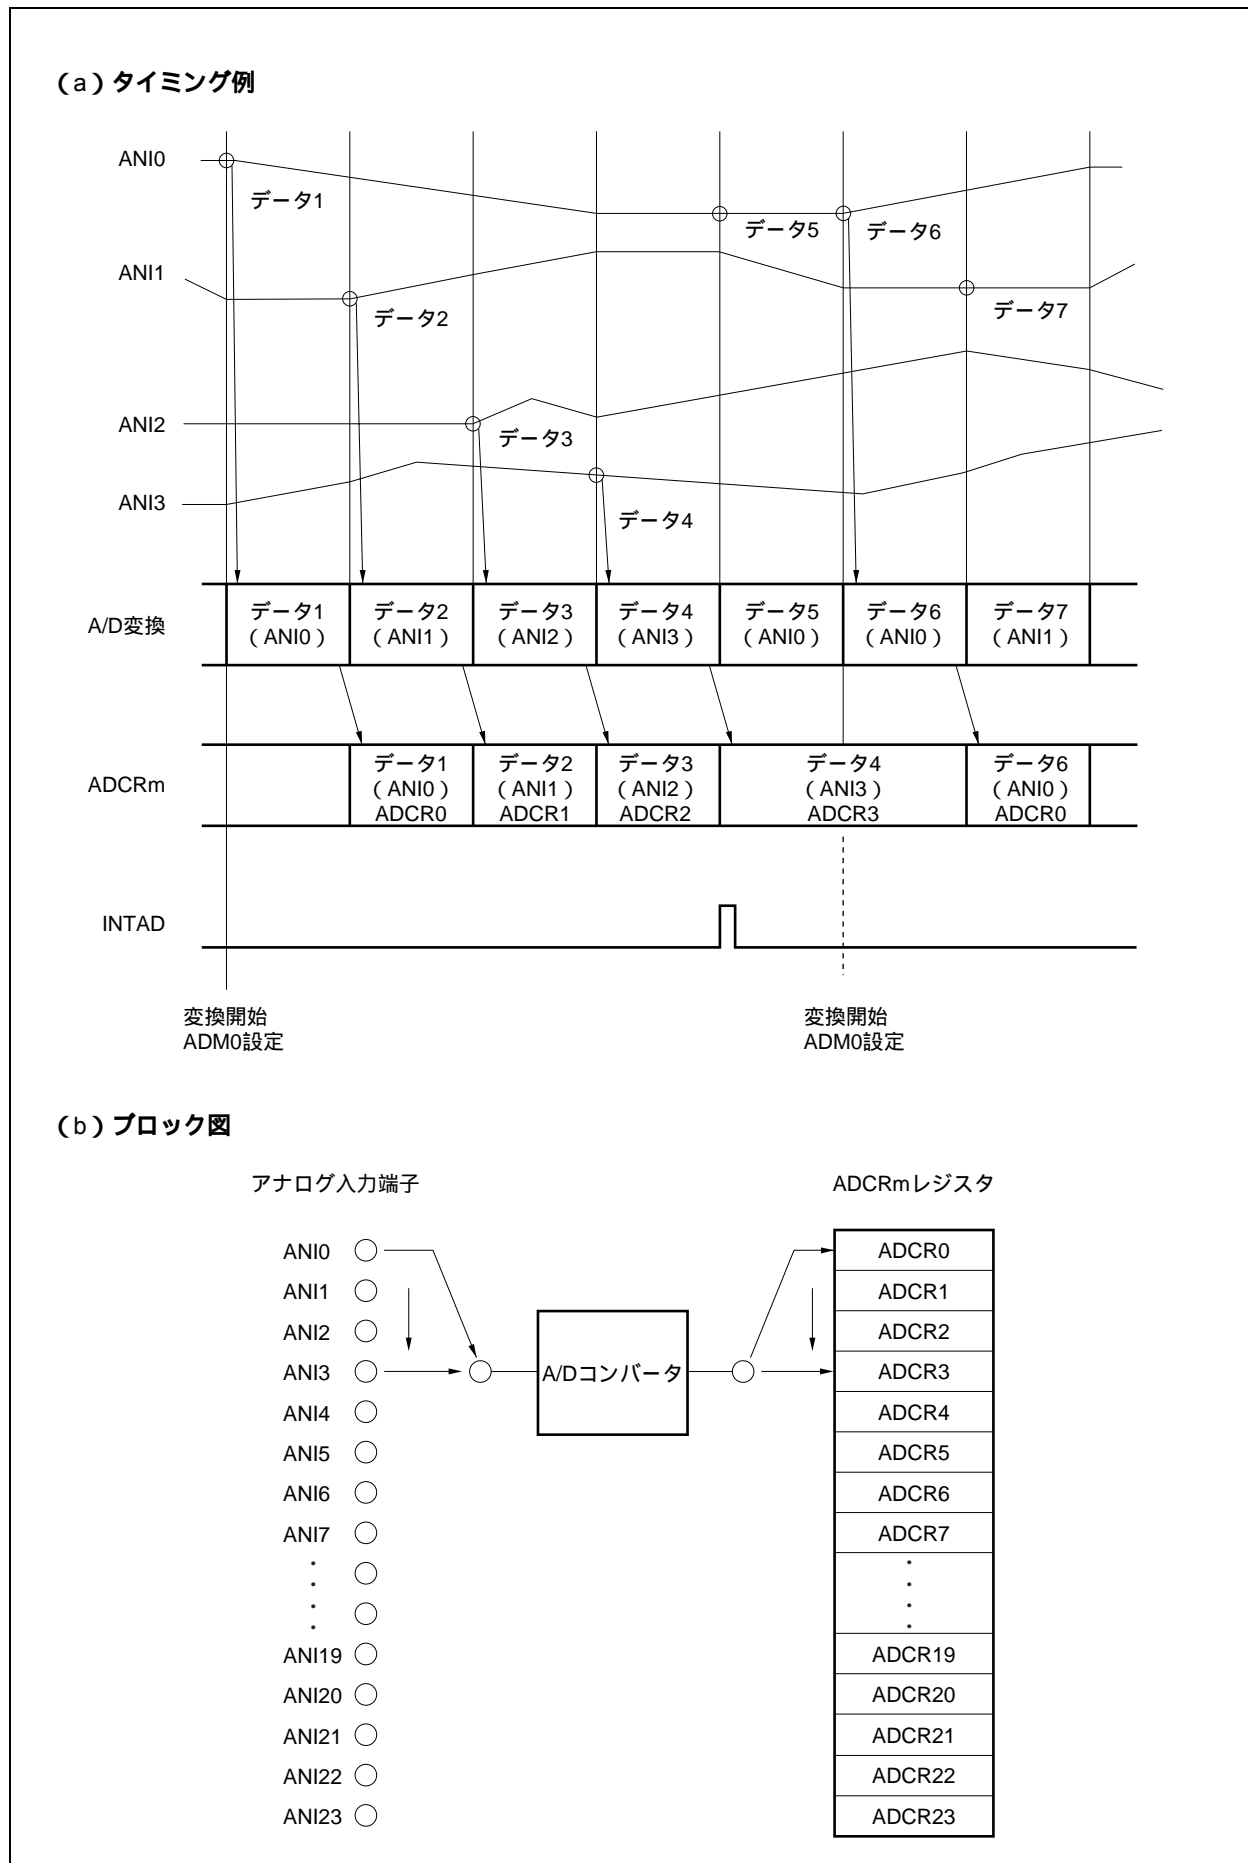 （a）タイミング例
ANI0
データ1
データ5
データ6
ANI1
データ2
データ7
ANI2
データ3
ANI3
データ4
A/D変換
データ1
（ANI0）
データ2
（ANI1）
データ3
（ANI2）
データ4
（ANI3）
データ5
（ANI0）
データ6
（ANI0）
データ7
（ANI1）
ADCRm
データ1
（ANI0）
ADCR0
データ2
（ANI1）
ADCR1
データ3
（ANI2）
ADCR2
データ4
（ANI3）
ADCR3
データ6
（ANI0）
ADCR0
INTAD
変換開始
ADM0設定
変換開始
ADM0設定
（b）ブロック図
アナログ入力端子
ADCRmレジスタ
ANI0
ANI1
ANI2
ANI3
ANI4
ANI5
ANI6
ANI7
ANI19
ANI20
ANI21
ANI22
ANI23
A/Dコンバータ
ADCR0
ADCR1
ADCR2
ADCR3
ADCR4
ADCR5
ADCR6
ADCR7
ADCR19
ADCR20
ADCR21
ADCR22
ADCR23